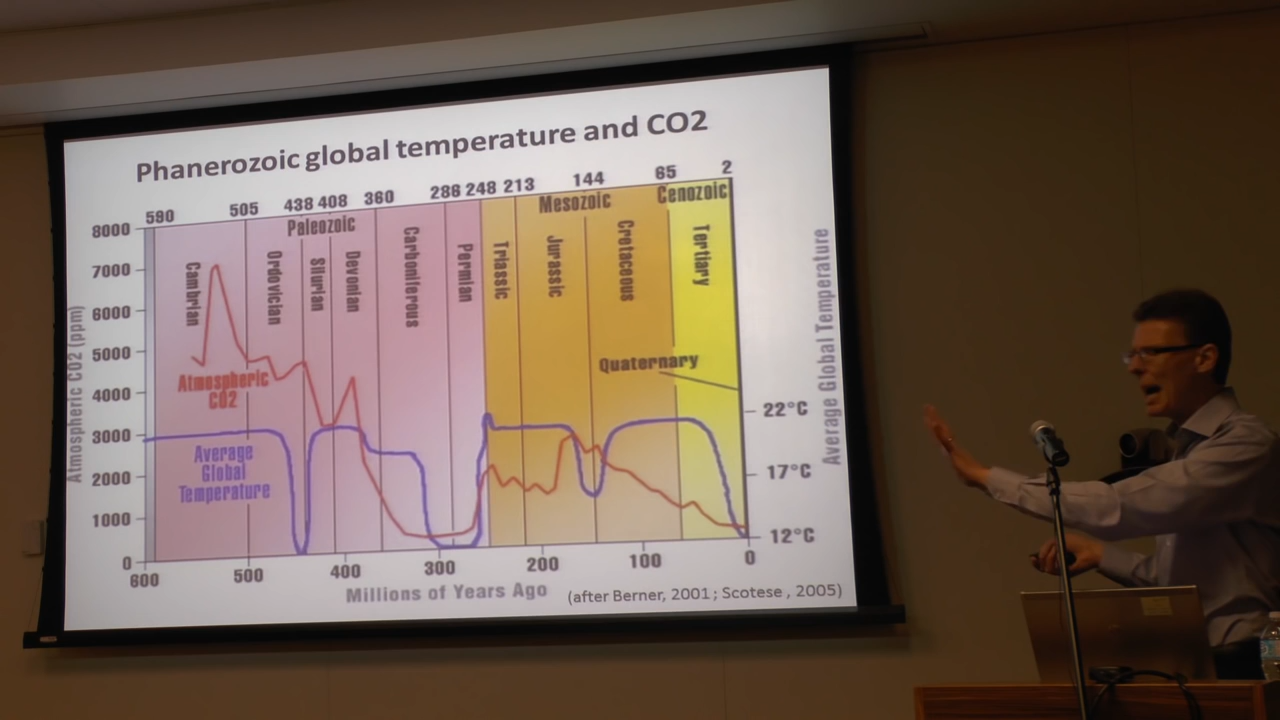 Phanerozoic global temperature and CO2
590 505 438 408 360 286 248 213 144 65 2
Paleozoic Mesozoic Cenozoic
Cambrian
Ordovician
Silurian
Devonian
Carboniferous
Permian
Triassic
Jurassic
Cretaceous
Tertiary
Quaternary
Atmospheric CO2 (ppm)
8000
7000
6000
5000
4000
3000
2000
1000
0
Atmospheric
CO2
Average
Global
Temperature
Average Global Temperature
22°C
17°C
12°C
600 500 400 300 200 100 0
Millions of Years Ago
(after Berner, 2001; Scotese, 2005)